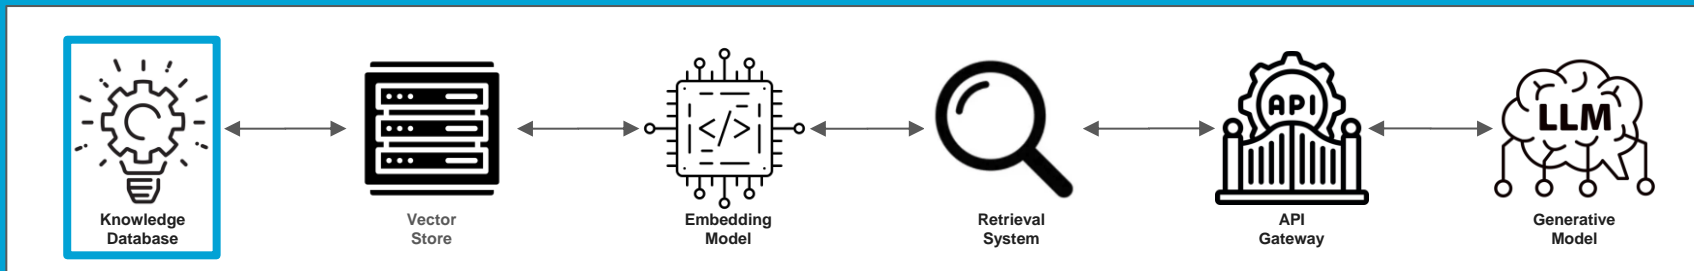 Knowledge
Database
Vector
Store
</>
Embedding
Model
Retrieval
System
API
API
Gateway
LLM
Generative
Model